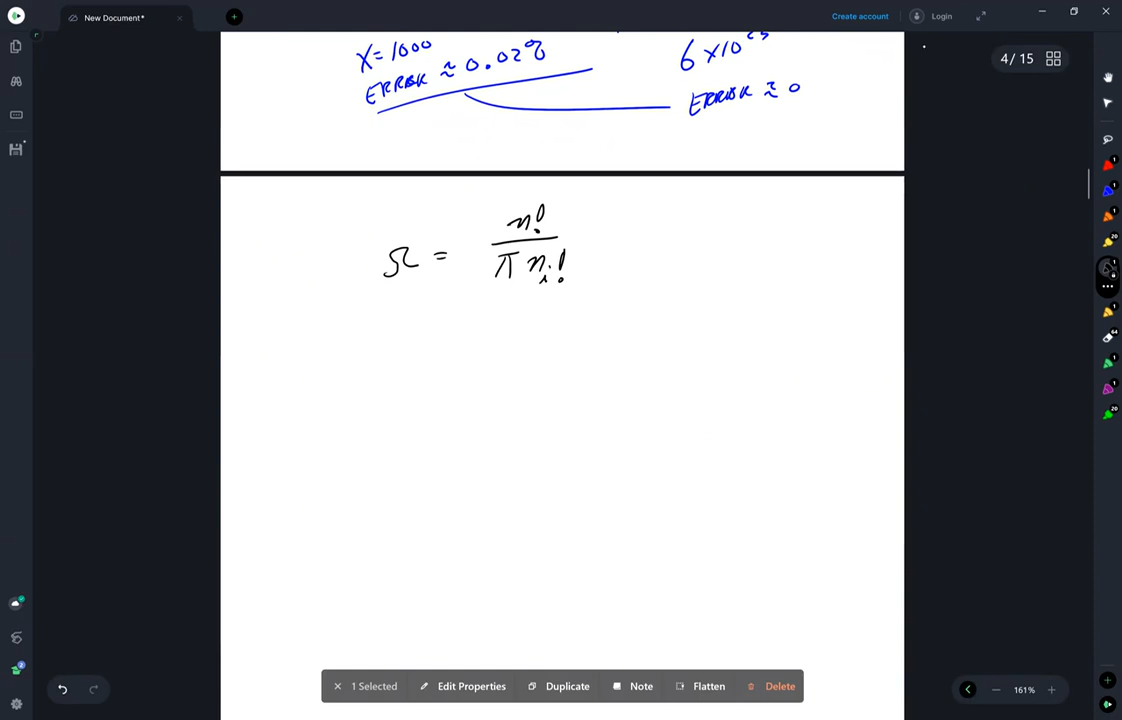 New Document*
Create account
Login
X=1000
ERROR ≈ 0.02%
6 x10²³
ERROR ≈ 0
4 / 15
Ω = n! / π nᵢ!
1 Selected
Edit Properties
Duplicate
Note
Flatten
Delete
161%